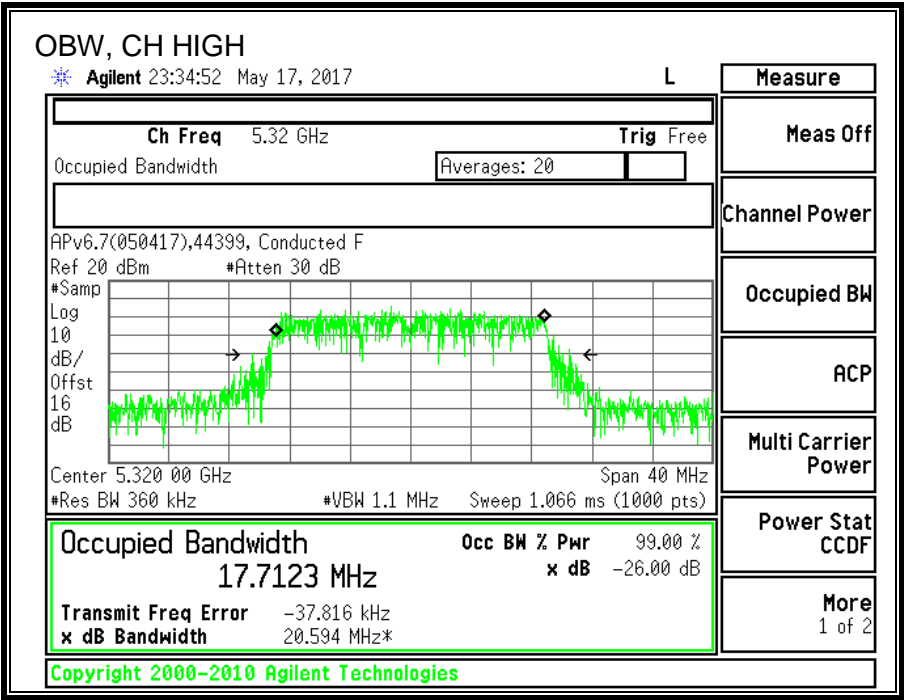 OBW, CH HIGH
Agilent 23:34:52 May 17, 2017 L
Measure
Ch Freq 5.32 GHz Trig Free
Occupied Bandwidth Averages: 20
APv6.7(050417),44399, Conducted F
Ref 20 dBm #Atten 30 dB
#Samp
Log
10
dB/
Offst
16
dB
Center 5.320 00 GHz Span 40 MHz
#Res BW 360 kHz #VBW 1.1 MHz Sweep 1.066 ms (1000 pts)
Occupied Bandwidth
17.7123 MHz
Occ BW % Pwr 99.00 %
x dB -26.00 dB
Transmit Freq Error -37.816 kHz
x dB Bandwidth 20.594 MHz*
Copyright 2000-2010 Agilent Technologies
Meas Off
Channel Power
Occupied BW
ACP
Multi Carrier
Power
Power Stat
CCDF
More
1 of 2